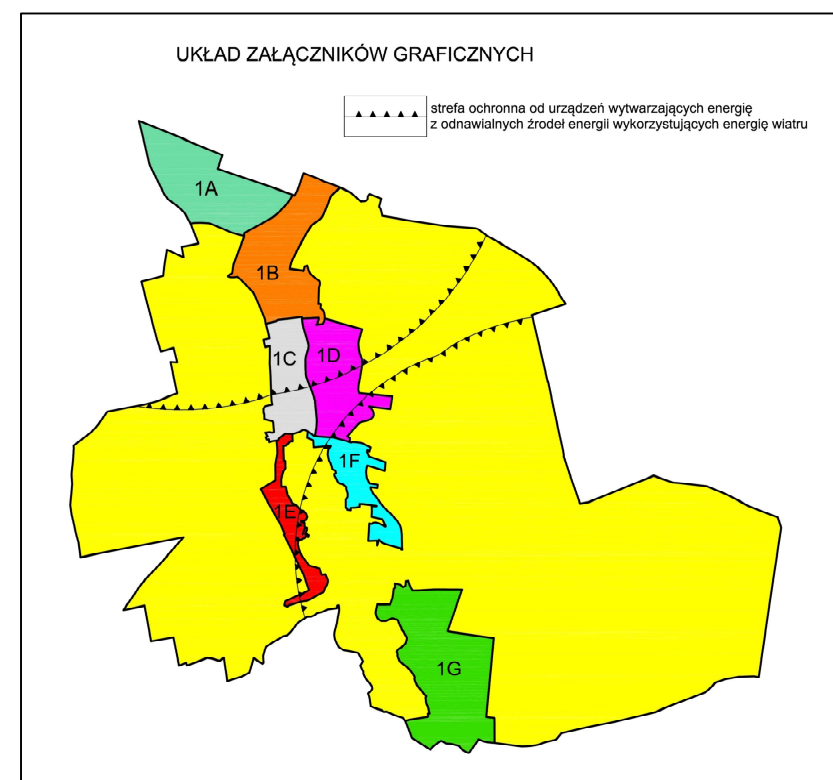 UKŁAD ZAŁĄCZNIKÓW GRAFICZNYCH
strefa ochronna od urządzeń wytwarzających energię
z odnawialnych źrodeł energii wykorzystujących energię wiatru
1A
1B
1C
1D
1F
1E
1G